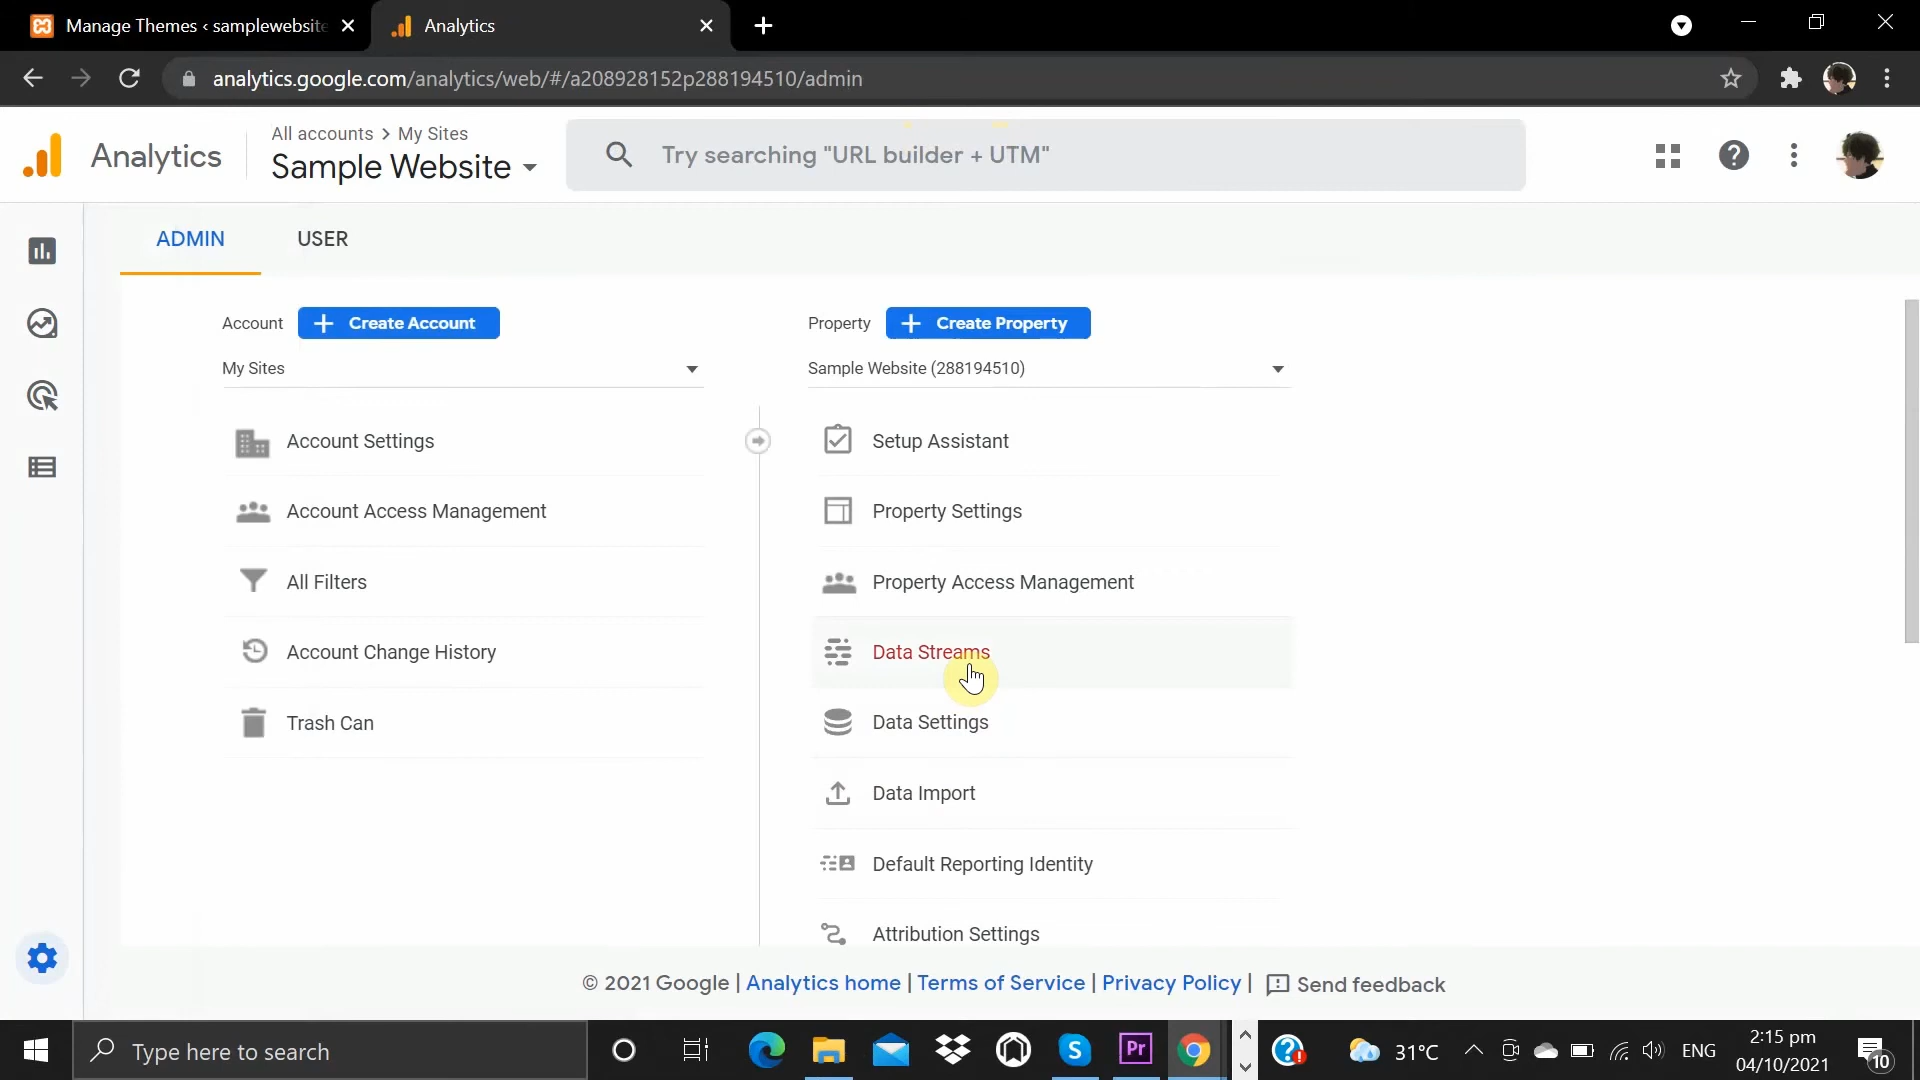 Manage Themes ‹ samplewebsite
Analytics
analytics.google.com/analytics/web/#/a208928152p288194510/admin
Analytics
All accounts > My Sites
Sample Website
Try searching "URL builder + UTM"
ADMIN
USER
Account
Create Account
My Sites
Account Settings
Account Access Management
All Filters
Account Change History
Trash Can
Property
Create Property
Sample Website (288194510)
Setup Assistant
Property Settings
Property Access Management
Data Streams
Data Settings
Data Import
Default Reporting Identity
Attribution Settings
© 2021 Google | Analytics home | Terms of Service | Privacy Policy | Send feedback
Type here to search
Pr
31°C
ENG
2:15 pm
04/10/2021
10